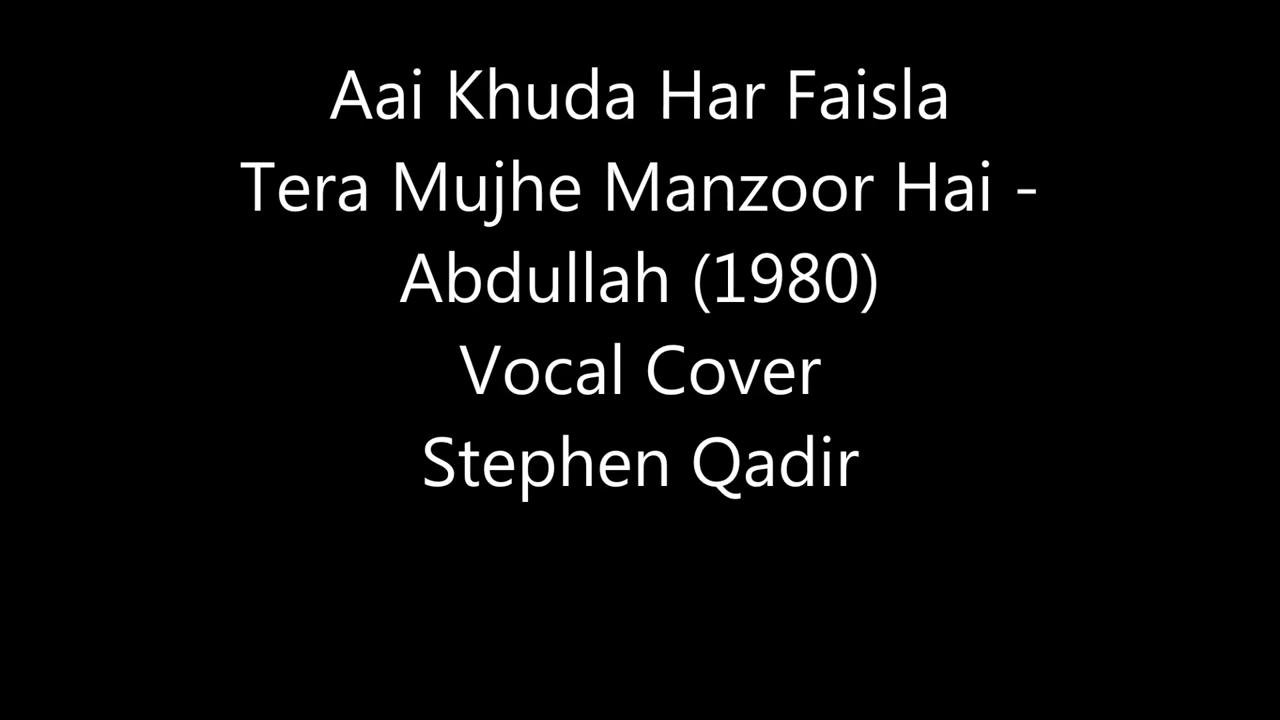 Aai Khuda Har Faisla
Tera Mujhe Manzoor Hai -
Abdullah (1980)
Vocal Cover
Stephen Qadir